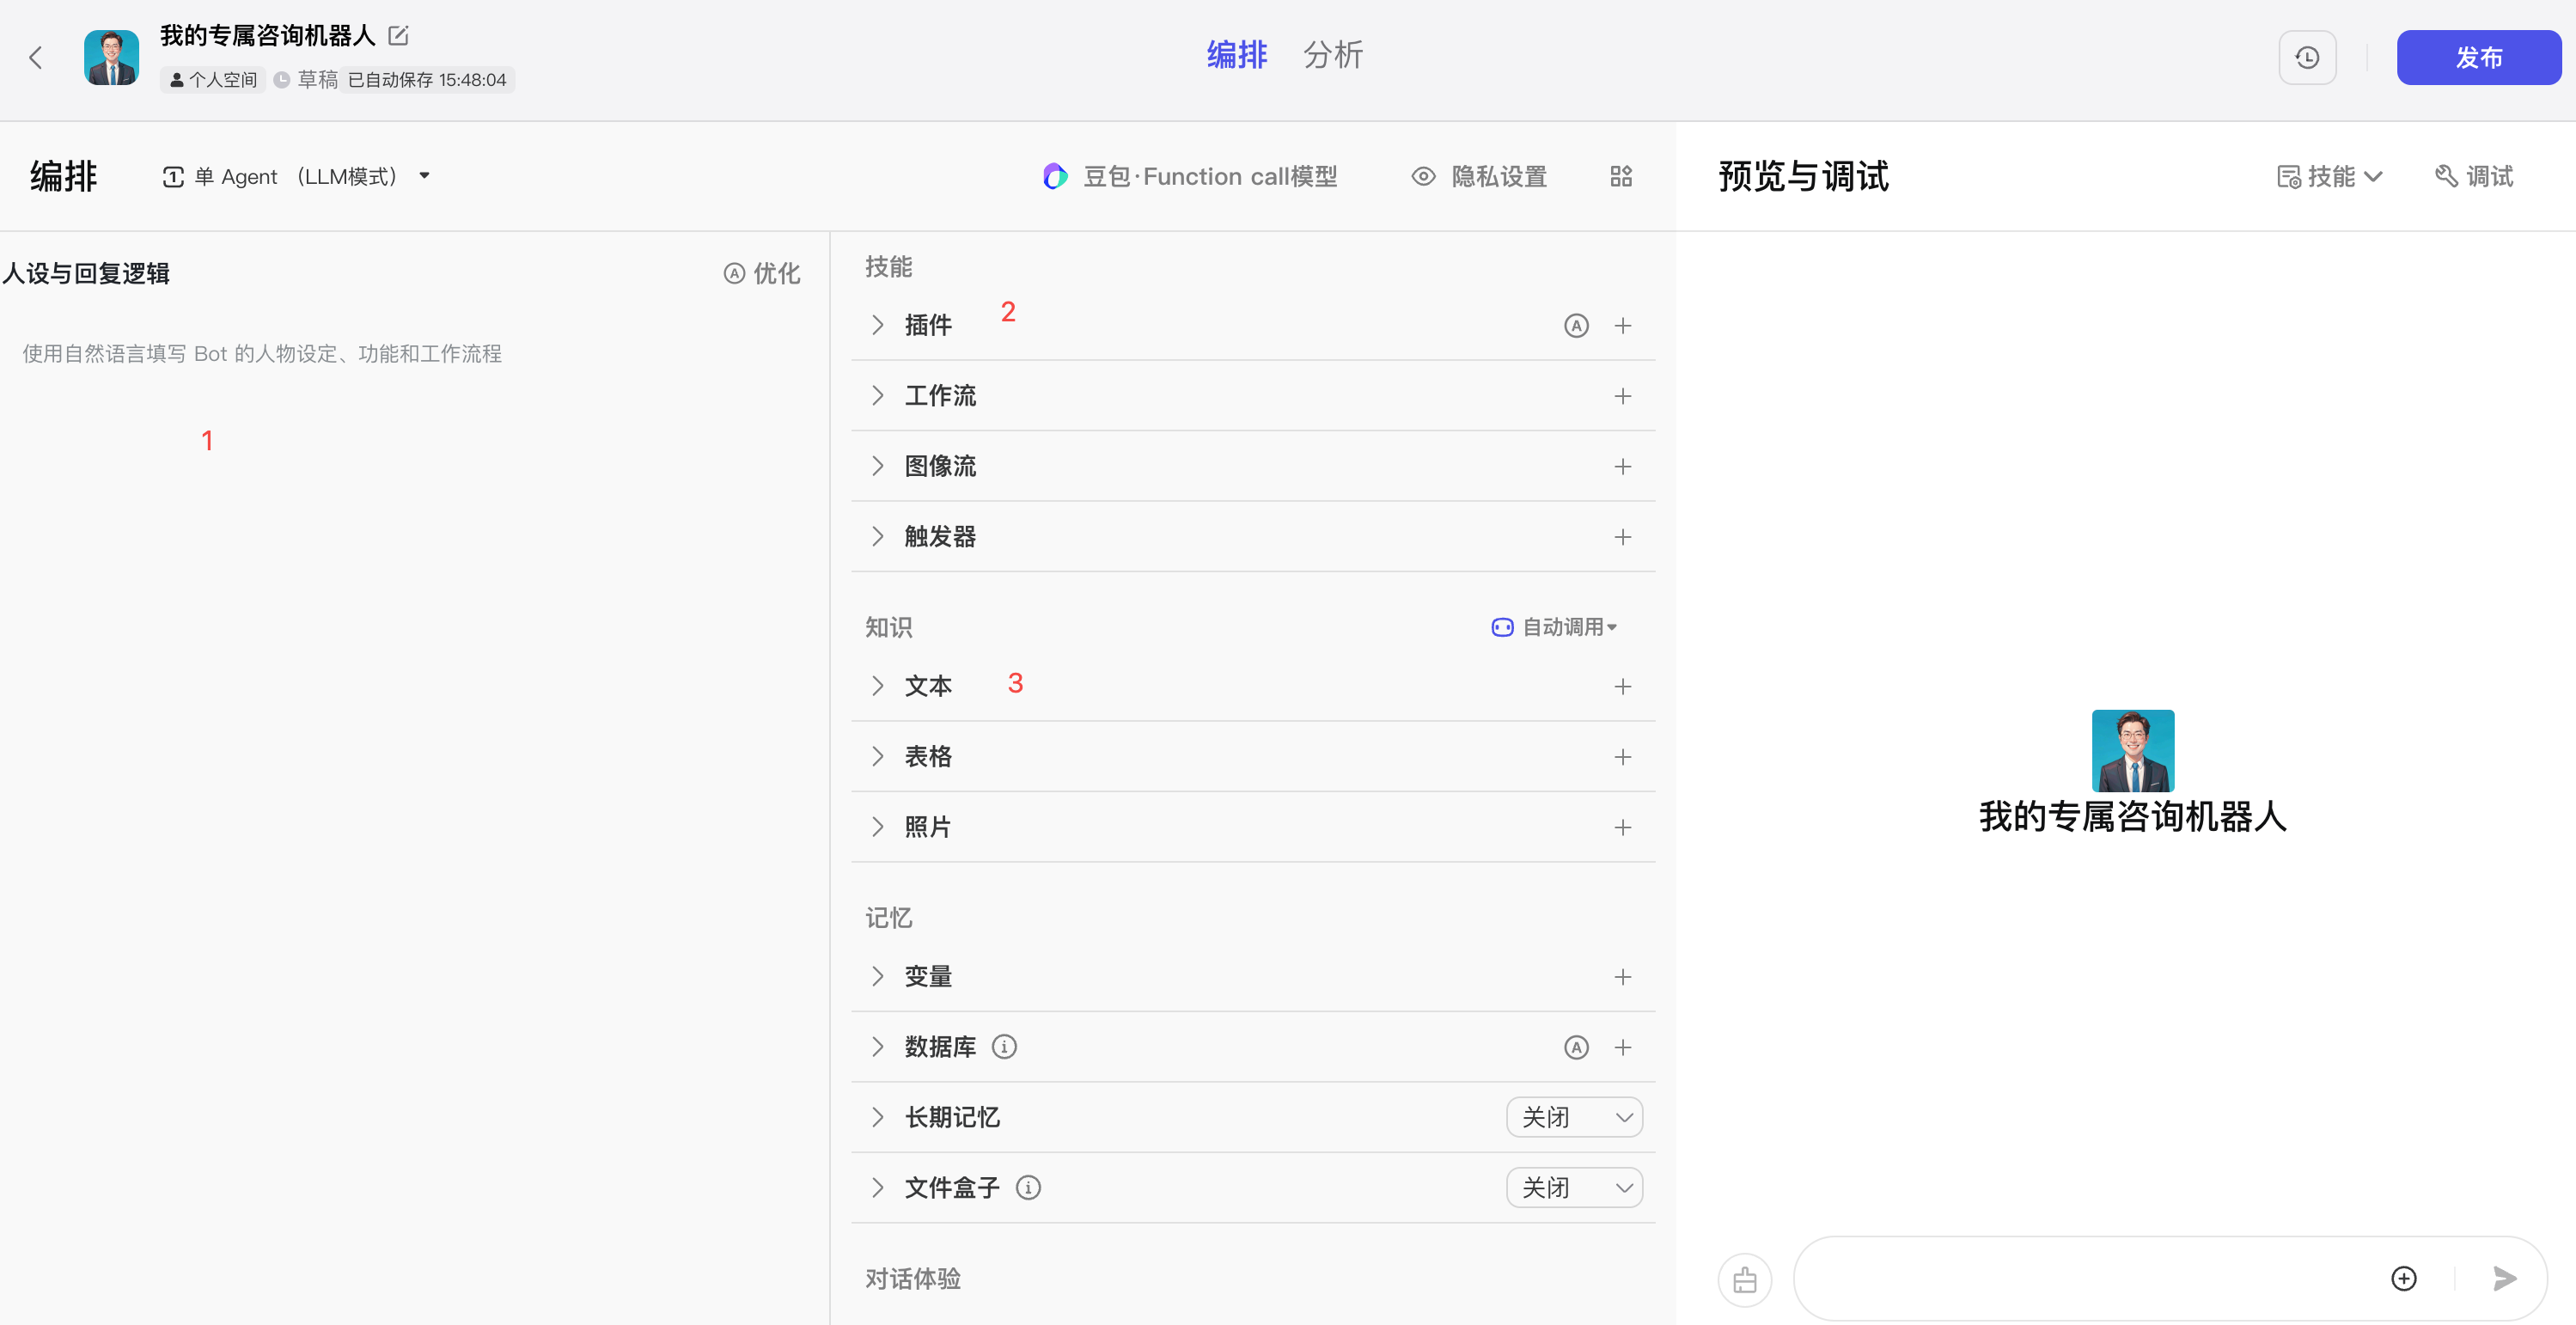 我的专属咨询机器人
个人空间 草稿 已自动保存 15:48:04
编排 分析
发布
编排 单 Agent （LLM模式）
豆包·Function call模型 隐私设置
预览与调试 技能 调试
人设与回复逻辑 优化
使用自然语言填写 Bot 的人物设定、功能和工作流程
1
技能
插件 2
工作流
图像流
触发器
知识 自动调用
文本 3
表格
照片
记忆
变量
数据库
长期记忆 关闭
文件盒子 关闭
对话体验
我的专属咨询机器人